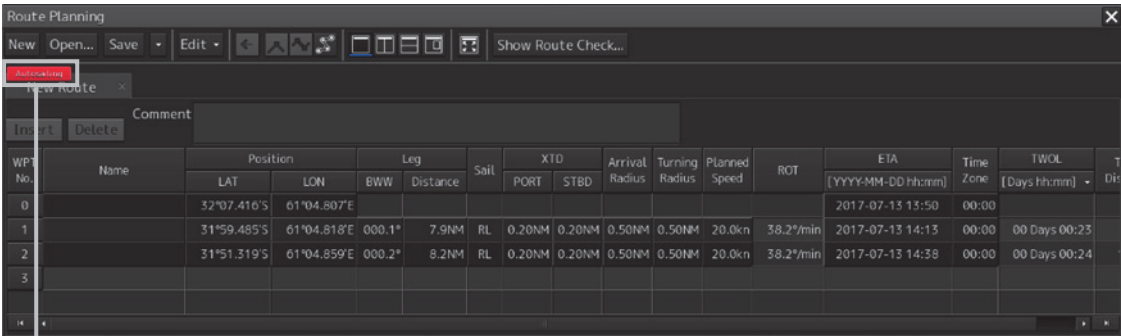 Route Planning
New Open... Save Edit Show Route Check...
Autosailing
New Route
Comment
Insert Delete
WPT No. Name Position Leg Sail XTD Arrival Radius Turning Radius Planned Speed ROT ETA Time Zone TWOL
LAT LON BWW Distance PORT STBD [YYYY-MM-DD hh:mm] [Days hh:mm] Dis
0 32°07.416'S 61°04.807'E 2017-07-13 13:50 00:00
1 31°59.485'S 61°04.818'E 000.1° 7.9NM RL 0.20NM 0.20NM 0.50NM 0.50NM 20.0kn 38.2°/min 2017-07-13 14:13 00:00 00 Days 00:23
2 31°51.319'S 61°04.859'E 000.2° 8.2NM RL 0.20NM 0.20NM 0.50NM 0.50NM 20.0kn 38.2°/min 2017-07-13 14:38 00:00 00 Days 00:24
3